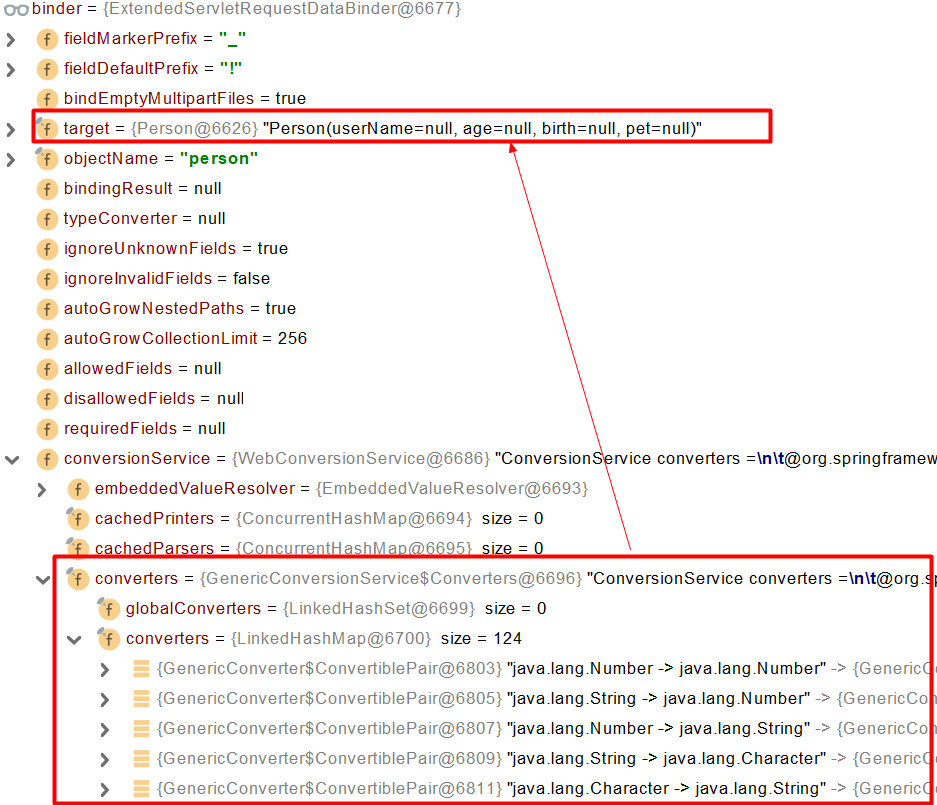 binder = {ExtendedServletRequestDataBinder@6677}
f fieldMarkerPrefix = "_"
f fieldDefaultPrefix = "!"
f bindEmptyMultipartFiles = true
f target = {Person@6626} "Person(userName=null, age=null, birth=null, pet=null)"
f objectName = "person"
f bindingResult = null
f typeConverter = null
f ignoreUnknownFields = true
f ignoreInvalidFields = false
f autoGrowNestedPaths = true
f autoGrowCollectionLimit = 256
f allowedFields = null
f disallowedFields = null
f requiredFields = null
f conversionService = {WebConversionService@6686} "ConversionService converters =\n\t@org.springframew
f embeddedValueResolver = {EmbeddedValueResolver@6693}
f cachedPrinters = {ConcurrentHashMap@6694} size = 0
f cachedParsers = {ConcurrentHashMap@6695} size = 0
f converters = {GenericConversionService$Converters@6696} "ConversionService converters =\n\t@org.sp
f globalConverters = {LinkedHashSet@6699} size = 0
f converters = {LinkedHashMap@6700} size = 124
{GenericConverter$ConvertiblePair@6803} "java.lang.Number -> java.lang.Number" -> {GenericC
{GenericConverter$ConvertiblePair@6805} "java.lang.String -> java.lang.Number" -> {GenericCon
{GenericConverter$ConvertiblePair@6807} "java.lang.Number -> java.lang.String" -> {GenericCon
{GenericConverter$ConvertiblePair@6809} "java.lang.String -> java.lang.Character" -> {GenericC
{GenericConverter$ConvertiblePair@6811} "java.lang.Character -> java.lang.String" -> {GenericC